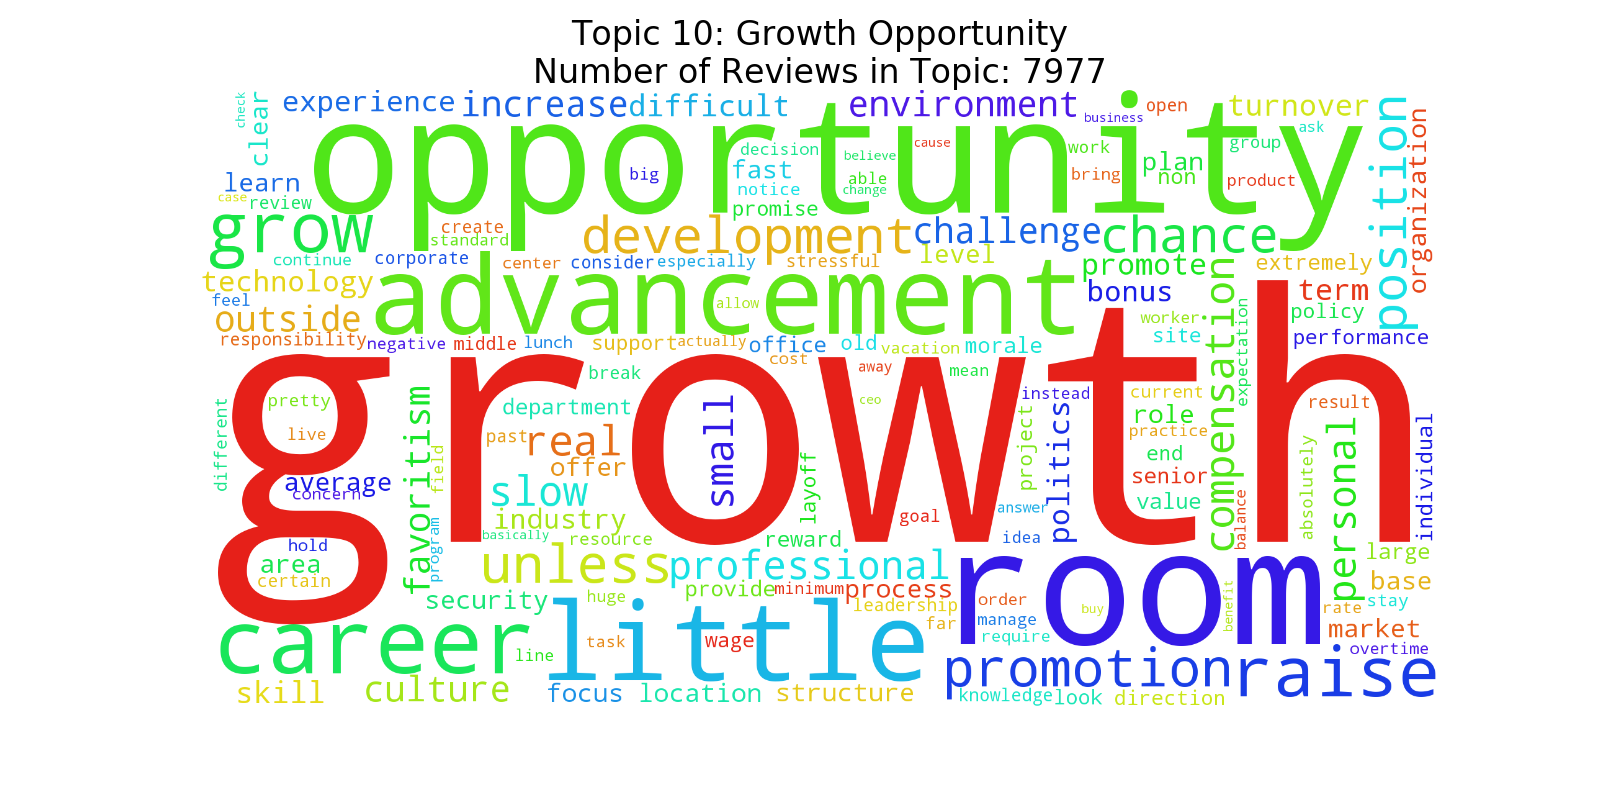 Topic 10: Growth Opportunity
Number of Reviews in Topic: 7977
check
clear
experience
increase
difficult
environment
business
open
turnover
ask
position
organization
opportunity
decision
believe
cause
work
group
plan
big
fast
able
bring
non
product
learn
notice
change
case
review
promise
grow
create
standard
development
challenge
chance
continue
corporate
center
consider
especially
stressful
level
promote
extremely
technology
feel
advancement
allow
bonus
term
outside
compensation
policy
worker
responsibility
negative
middle
lunch
support
actually
office
old
vacation
morale
site
performance
expectation
cost
break
away
mean
growth
pretty
favoritism
department
small
ceo
instead
current
result
different
live
past
real
project
politics
role
practice
personal
individual
field
offer
end
average
concern
slow
layoff
senior
absolutely
value
balance
industry
goal
answer
basically
resource
reward
idea
hold
program
area
certain
unless
professional
room
large
base
security
huge
provide
minimum
process
leadership
order
buy
benefit
rate
stay
far
manage
require
market
career
little
task
wage
line
overtime
promotion
raise
skill
culture
focus
location
structure
knowledge
look
direction